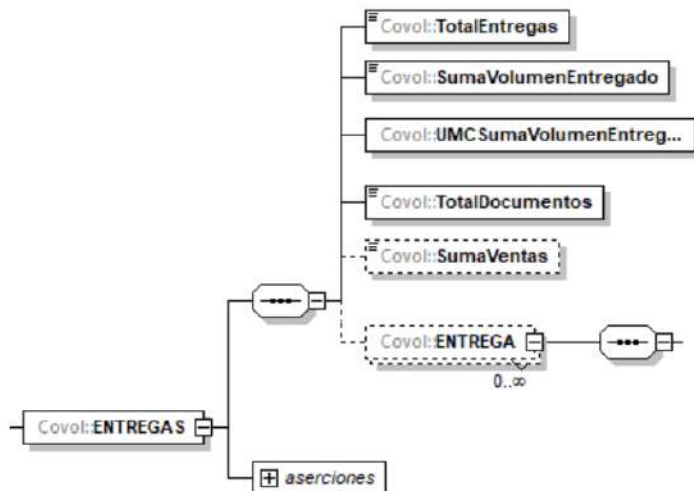 Covol::TotalEntregas
Covol::SumaVolumenEntregado
Covol::UMCSumaVolumenEntreg...
Covol::TotalDocumentos
Covol::SumaVentas
Covol::ENTREGA
0..∞
Covol::ENTREGAS
aserciones